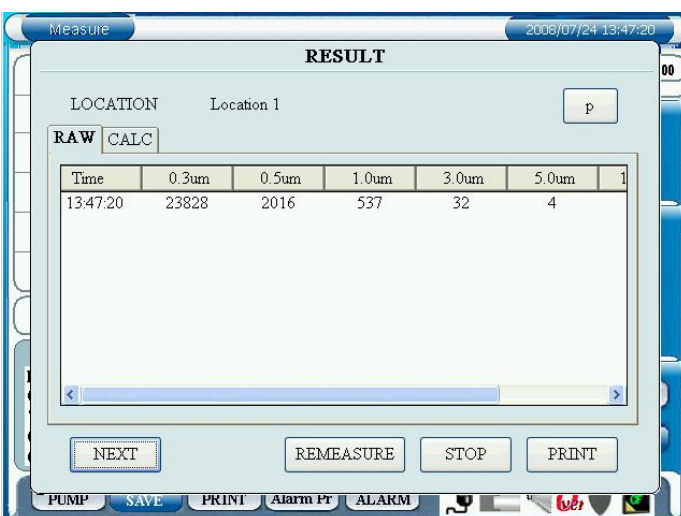 Measure 2008/07/24 13:47:20
RESULT
00
LOCATION Location 1 p
RAW CALC
Time 0.3um 0.5um 1.0um 3.0um 5.0um 1
13:47:20 23828 2016 537 32 4
NEXT REMEASURE STOP PRINT
PUMP SAVE PRINT Alarm Pr ALARM